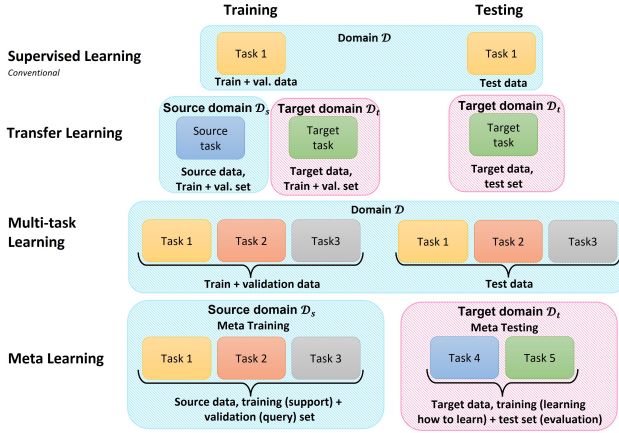 Training
Testing
Supervised Learning
Conventional
Domain 𝒟
Task 1
Task 1
Train + val. data
Test data
Transfer Learning
Source domain 𝒟ₛ
Target domain 𝒟ₜ
Target domain 𝒟ₜ
Source
task
Target
task
Target
task
Source data,
Train + val. set
Target data,
Train + val. set
Target data,
test set
Multi-task
Learning
Domain 𝒟
Task 1
Task 2
Task3
Task 1
Task 2
Task3
Train + validation data
Test data
Meta Learning
Source domain 𝒟ₛ
Meta Training
Target domain 𝒟ₜ
Meta Testing
Task 1
Task 2
Task 3
Task 4
Task 5
Source data, training (support) +
validation (query) set
Target data, training (learning
how to learn) + test set (evaluation)